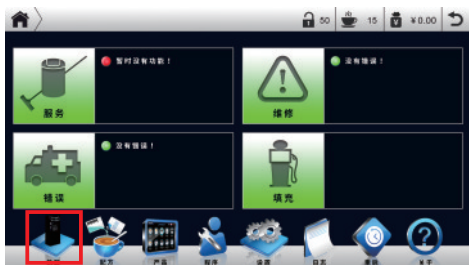 50 15 ¥0.00
服务
暂时没有功能！
维修
没有错误！
错误
没有错误！
填充
配方 产品 程序 设置 日志 重启 关于